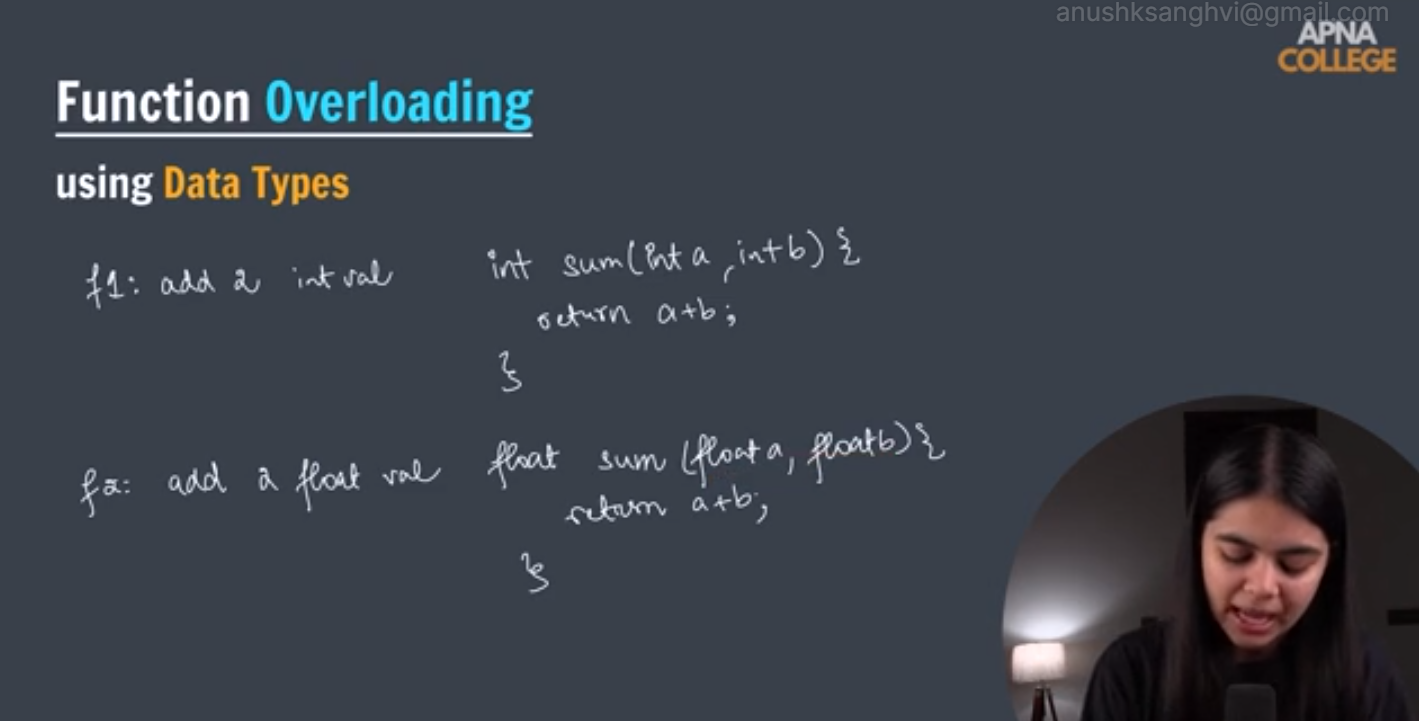 anushksanghvi@gmail.com
APNA
COLLEGE
Function Overloading
using Data Types
f1: add 2 int val
int sum(int a, int b) {
return a+b;
}
f2: add 2 float val
float sum (float a, float b) {
return a+b;
}